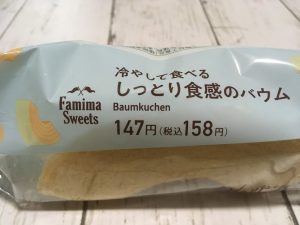 冷やして食べる
しっとり食感のバウム
Famima
Sweets
Baumkuchen
147円(税込158円)